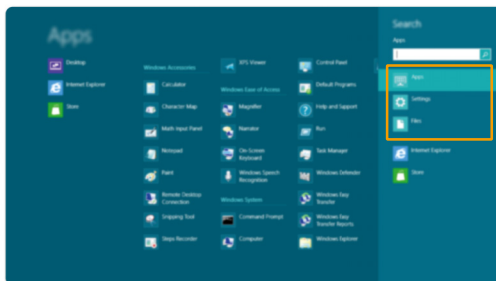 Apps
Desktop
Internet Explorer
Store
Windows Accessories
Calculator
Character Map
Math Input Panel
Notepad
Paint
Remote Desktop
Connection
Snipping Tool
Steps Recorder
XPS Viewer
Windows Ease of Access
Magnifier
Narrator
On-Screen
Keyboard
Windows Speech
Recognition
Windows System
Command Prompt
Computer
Control Panel
Default Programs
Help and Support
Run
Task Manager
Windows Defender
Windows Easy
Transfer
Windows Easy
Transfer Reports
Windows Explorer
Search
Apps
Apps
Settings
Files
Internet Explorer
Store